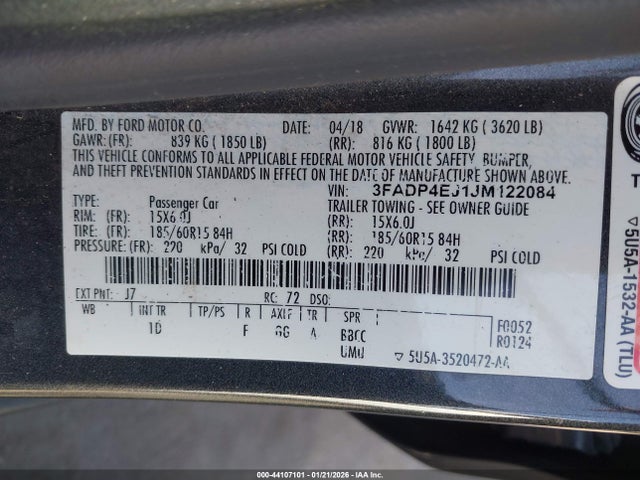 MFD. BY FORD MOTOR CO. DATE: 04/18 GVWR: 1642 KG ( 3620 LB)
GAWR: (FR): 839 KG ( 1850 LB) (RR): 816 KG ( 1800 LB)
THIS VEHICLE CONFORMS TO ALL APPLICABLE FEDERAL MOTOR VEHICLE SAFETY, BUMPER,
AND THEFT PREVENTION STANDARDS IN EFFECT ON THE DATE OF MANUFACTURE SHOWN ABOVE.
VIN: 3FADP4EJ1JM122084
TYPE: Passenger Car TRAILER TOWING - SEE OWNER GUIDE
RIM: (FR): 15X6.0J (RR): 15X6.0J
TIRE: (FR): 185/60R15 84H (RR): 185/60R15 84H
PRESSURE: (FR): 220 kPa/ 32 PSI COLD (RR): 220 kPa/ 32 PSI COLD
EXT PNT: J7 RC: 72 DSO:
WB INT TR TP/PS R AXLE TR SPR
1D F GG A BBCC F0052
UMU R0124
▽ 5U5A-3520472-AA
▽ 5U5A-1532-AA (TLU)
000-44107101 - 01/21/2026 - IAAI.COM